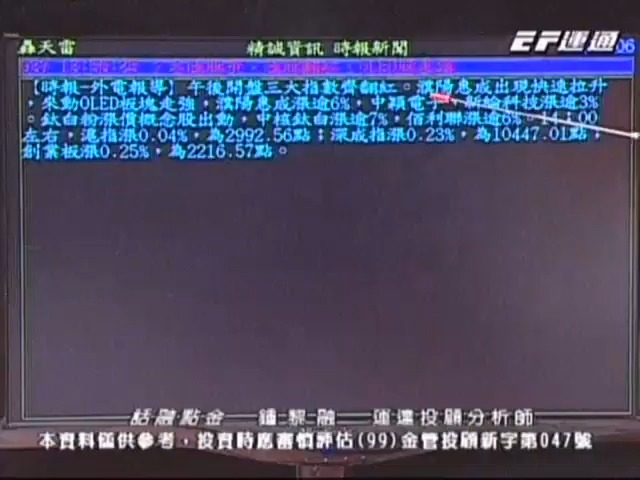 轟天雷 精誠資訊 時報新聞
EF運通
06
【時報-外電報導】午後開盤三大指數齊翻紅。濮陽惠成出現快速拉升
,來動OLED板塊走強,濮陽惠成漲逾6%,中穎電子、新綸科技漲逾3%
。鈦白粉漲價概念股出動,中核鈦白漲逾7%,佰利聯漲逾6%。14:00
左右,滬指漲0.04%,為2992.56點;深成指漲0.23%,為10447.01點;
創業板漲0.25%,為2216.57點。
話融點金 鍾黎融 運達投顧分析師
本資料僅供參考,投資時應審慎評估(99)金管投顧新字第047號